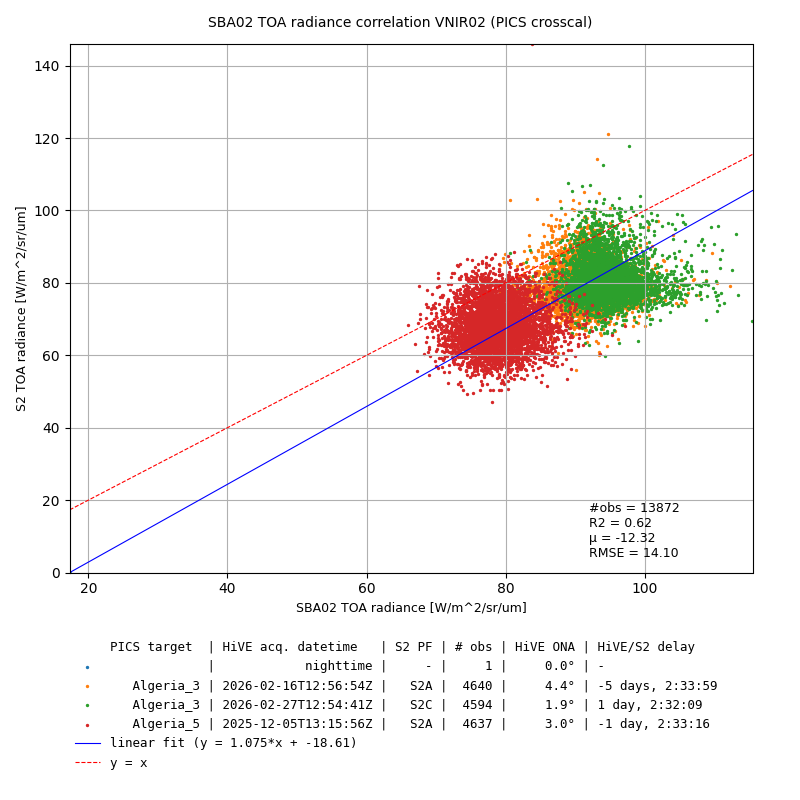 SBA02 TOA radiance correlation VNIR02 (PICS crosscal)
140
120
100
80
60
40
20
0
S2 TOA radiance [W/m^2/sr/um]
#obs = 13872
R2 = 0.62
μ = -12.32
RMSE = 14.10
20 40 60 80 100
SBA02 TOA radiance [W/m^2/sr/um]
PICS target | HiVE acq. datetime | S2 PF | # obs | HiVE ONA | HiVE/S2 delay
| nighttime | - | 1 | 0.0° | -
Algeria_3 | 2026-02-16T12:56:54Z | S2A | 4640 | 4.4° | -5 days, 2:33:59
Algeria_3 | 2026-02-27T12:54:41Z | S2C | 4594 | 1.9° | 1 day, 2:32:09
Algeria_5 | 2025-12-05T13:15:56Z | S2A | 4637 | 3.0° | -1 day, 2:33:16
linear fit (y = 1.075*x + -18.61)
y = x